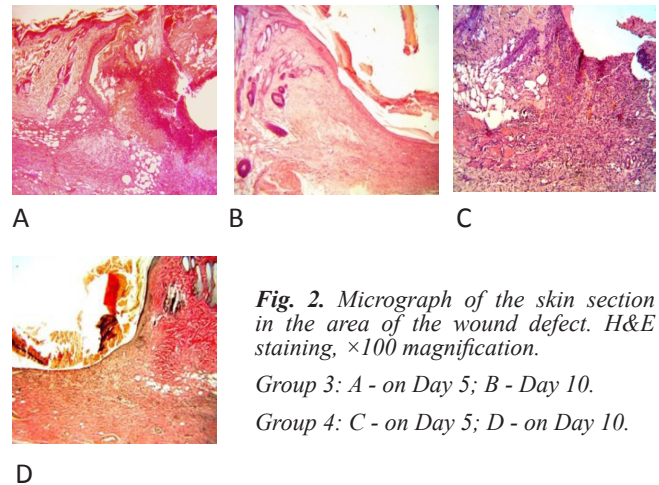 A
B
C
D
Fig. 2. Micrograph of the skin section
in the area of the wound defect. H&E
staining, ×100 magnification.
Group 3: A - on Day 5; B - Day 10.
Group 4: C - on Day 5; D - on Day 10.